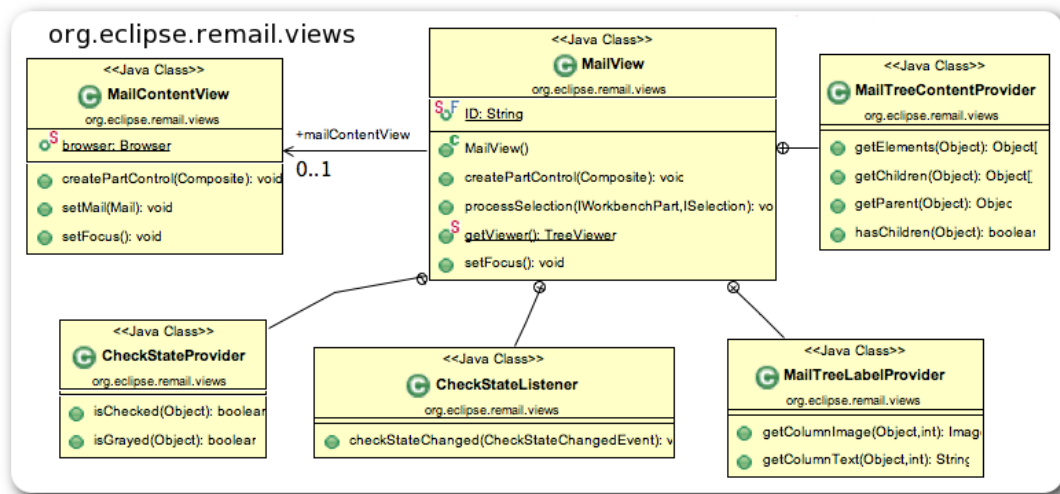 org.eclipse.remail.views
<<Java Class>>
C MailContentView
org.eclipse.remail.views
S browser: Browser
createPartControl(Composite): void
setMail(Mail): void
setFocus(): void
+mailContentView
0..1
<<Java Class>>
C MailView
org.eclipse.remail.views
S F ID: String
C MailView()
createPartControl(Composite): voic
processSelection(IWorkbenchPart,ISelection): vo
S getViewer(): TreeViewer
setFocus(): void
<<Java Class>>
C MailTreeContentProvider
org.eclipse.remail.views
getElements(Object): Object[
getChildren(Object): Object[
getParent(Object): Objec
hasChildren(Object): boolear
<<Java Class>>
C CheckStateProvider
org.eclipse.remail.views
isChecked(Object): boolear
isGrayed(Object): boolear
<<Java Class>>
C CheckStateListener
org.eclipse.remail.views
checkStateChanged(CheckStateChangedEvent): v
<<Java Class>>
C MailTreeLabelProvider
org.eclipse.remail.views
getColumnImage(Object,int): Imag
getColumnText(Object,int): String